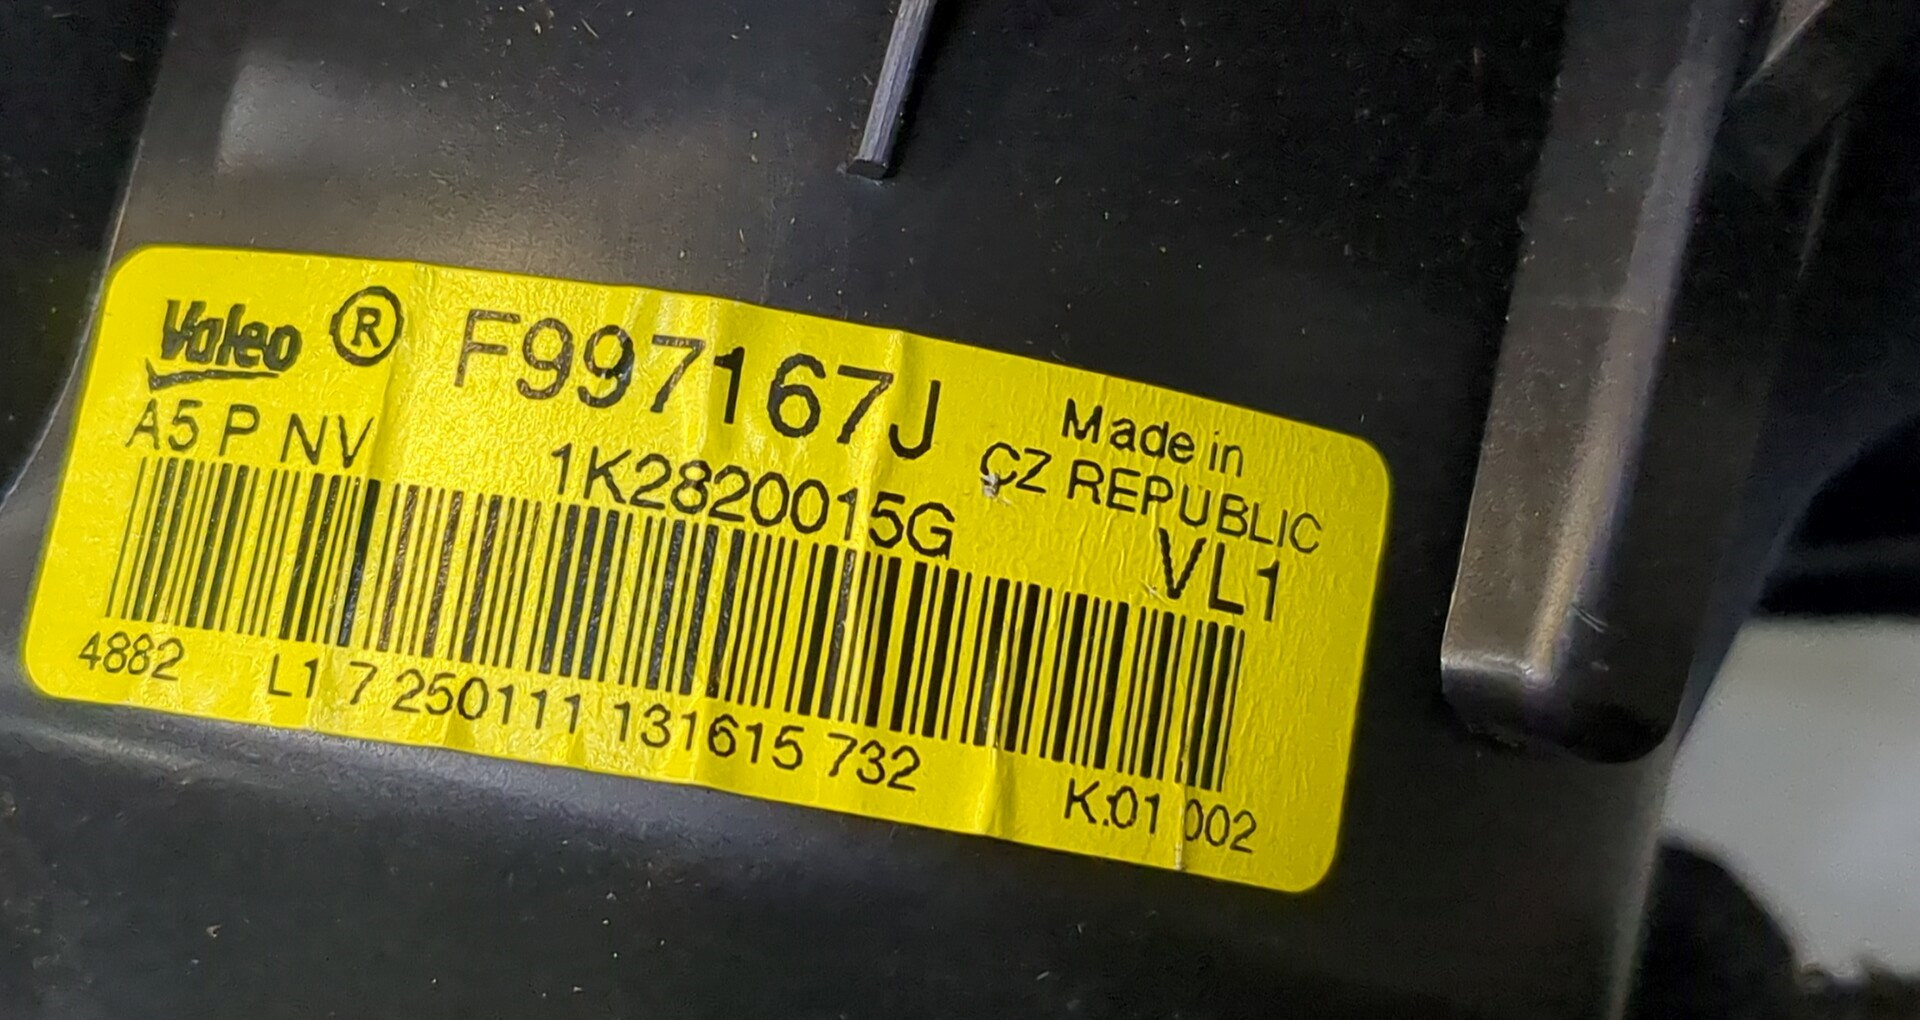 Valeo ® F997167J
Made in
A5 P NV 1K2820015G CZ REPUBLIC
VL1
4882 L1 7 250111 131615 732 K:01 002